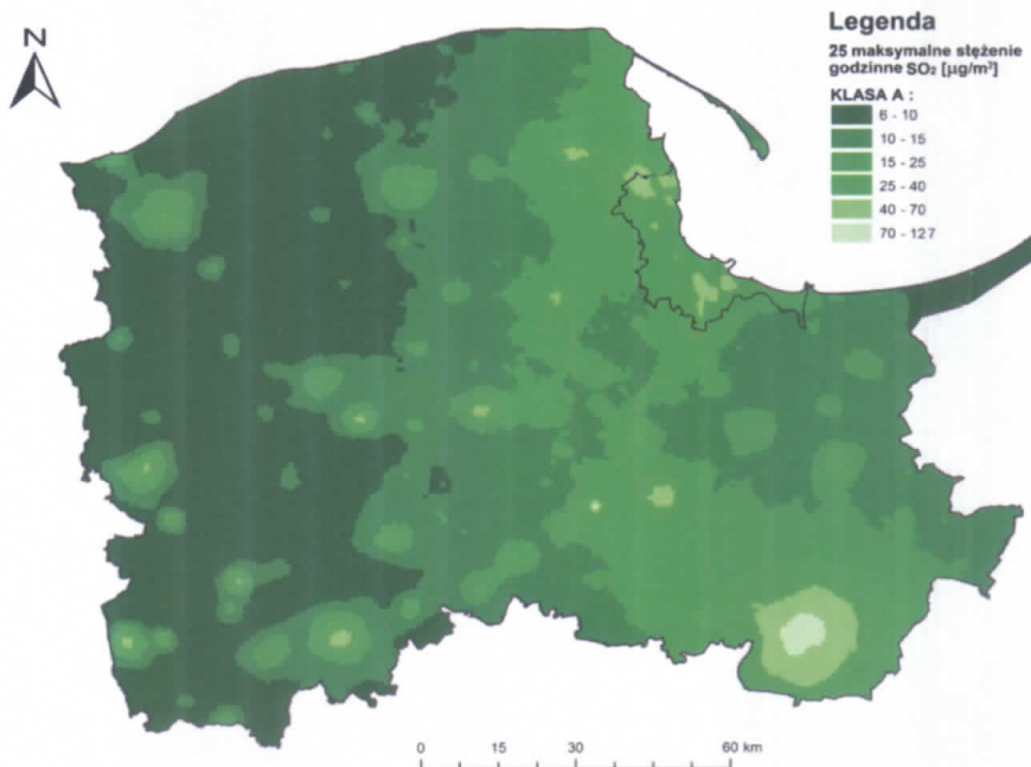 N
Legenda
25 maksymalne stężenie
godzinne SO₂ [µg/m³]
KLASA A :
6 - 10
10 - 15
15 - 25
25 - 40
40 - 70
70 - 127
0 15 30 60 km